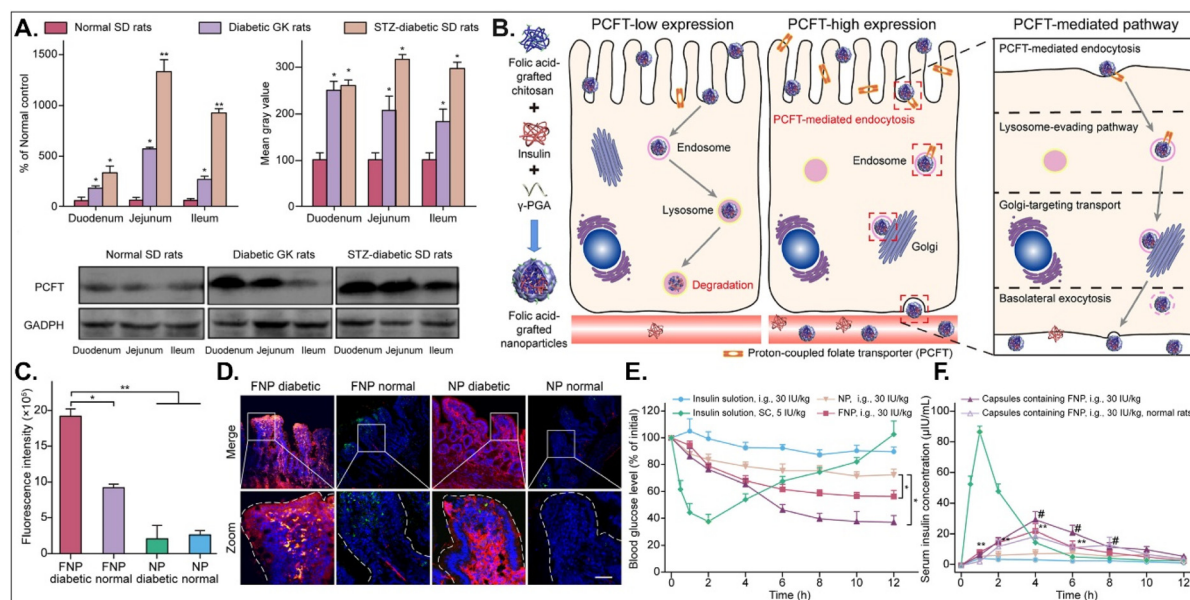 A.
Normal SD rats
Diabetic GK rats
STZ-diabetic SD rats
% of Normal control
1500
1000
500
0
**
*
*
*
*
**
Duodenum Jejunum Ileum
Mean gray value
400
300
200
100
0
* *
*
*
*
*
Duodenum Jejunum Ileum
Normal SD rats Diabetic GK rats STZ-diabetic SD rats
PCFT
GADPH
Duodenum Jejunum Ileum Duodenum Jejunum Ileum Duodenum Jejunum Ileum
B.
Folic acid-
grafted
chitosan
+
Insulin
+
γ-PGA
Folic acid-
grafted
nanoparticles
PCFT-low expression
Endosome
Lysosome
Degradation
PCFT-high expression
PCFT-mediated endocytosis
Endosome
Golgi
Proton-coupled folate transporter (PCFT)
PCFT-mediated pathway
PCFT-mediated endocytosis
Lysosome-evading pathway
Golgi-targeting transport
Basolateral exocytosis
C.
Fluorescence intensity (×10⁵)
20
15
10
5
0
**
*
FNP diabetic
FNP normal
NP diabetic
NP normal
D.
FNP diabetic FNP normal NP diabetic NP normal
Merge
Zoom
E.
Insulin sulotion, i.g., 30 IU/kg
Insulin solution, SC, 5 IU/kg
NP, i.g., 30 IU/kg
FNP, i.g., 30 IU/kg
Blood glucose level (% of initial)
120
100
80
60
40
20
0
*
*
0 2 4 6 8 10 12
Time (h)
F.
Capsules containing FNP, i.g., 30 IU/kg
Capsules containing FNP, i.g., 30 IU/kg, normal rats
Serum insulin concentration (μIU/mL)
100
80
60
40
20
0
**
**
#
**
#
**
#
0 2 4 6 8 10 12
Time (h)